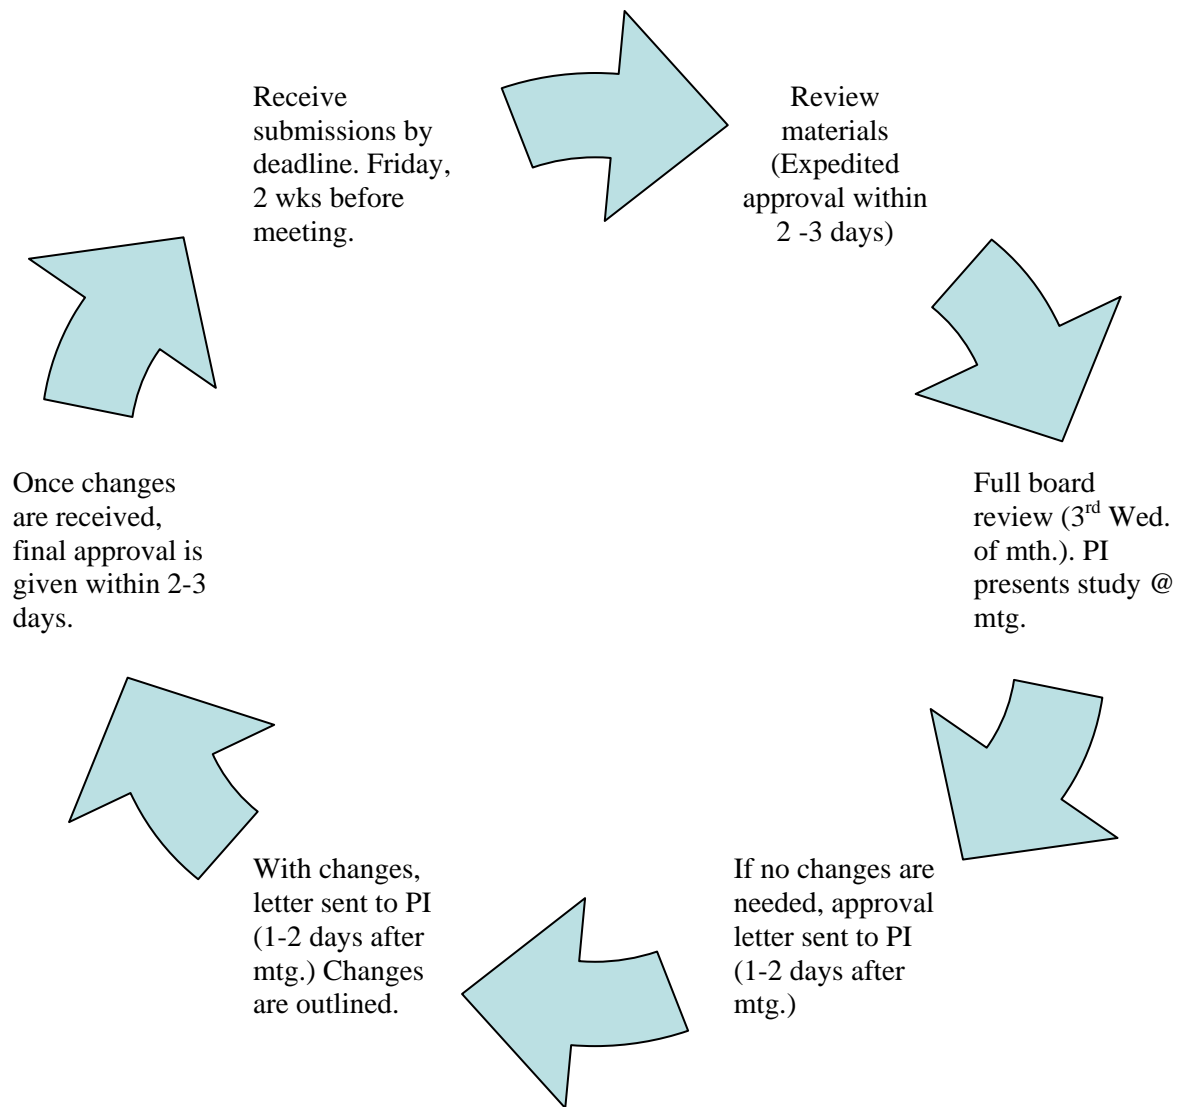 Receive
submissions by
deadline. Friday,
2 wks before
meeting.
Review
materials
(Expedited
approval within
2 -3 days)
Full board
review (3rd Wed.
of mth.). PI
presents study @
mtg.
If no changes are
needed, approval
letter sent to PI
(1-2 days after
mtg.)
With changes,
letter sent to PI
(1-2 days after
mtg.) Changes
are outlined.
Once changes
are received,
final approval is
given within 2-3
days.